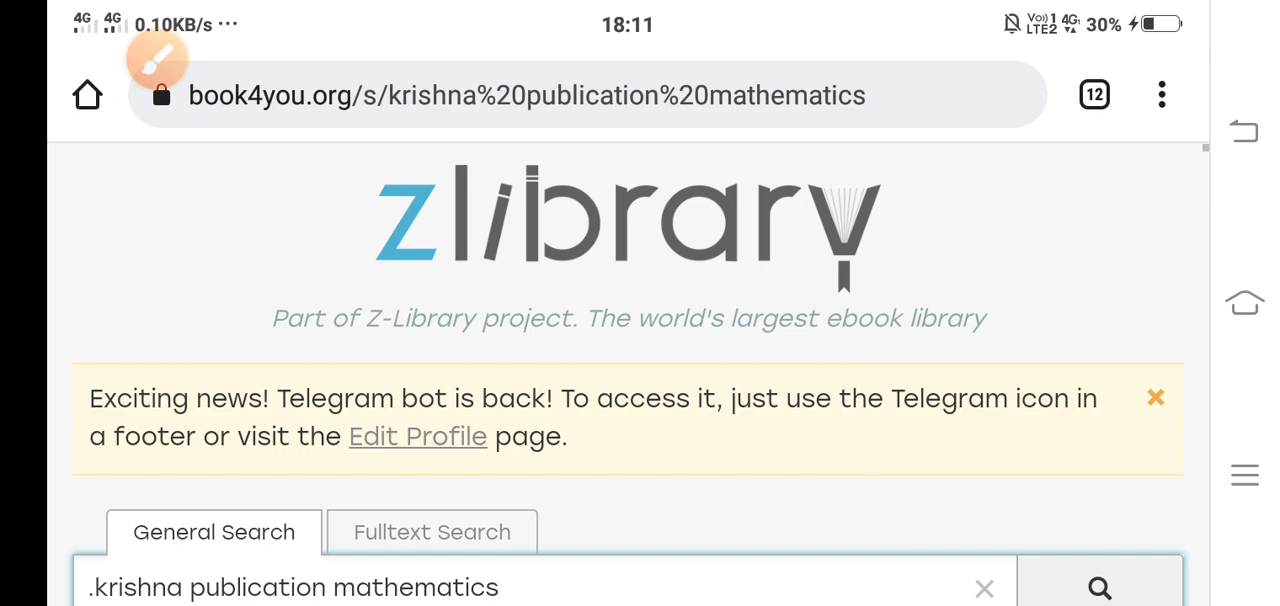 4G 4G 0.10KB/s ··· 18:11 Vo)) 1 LTE2 4G 30%
book4you.org/s/krishna%20publication%20mathematics 12
zlibrary
Part of Z-Library project. The world's largest ebook library
Exciting news! Telegram bot is back! To access it, just use the Telegram icon in
a footer or visit the Edit Profile page.
General Search Fulltext Search
.krishna publication mathematics